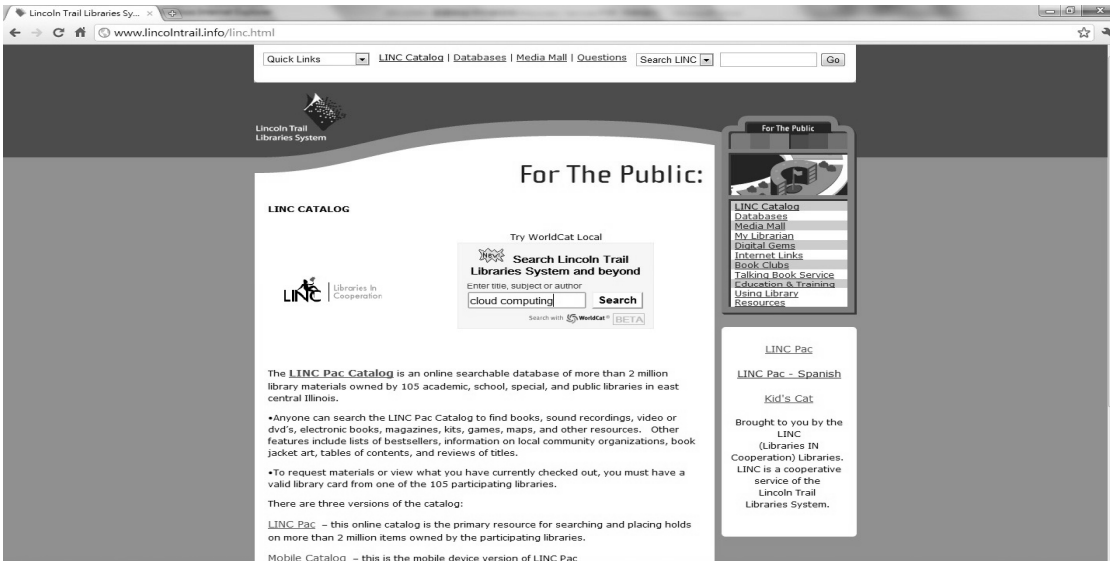 Lincoln Trail Libraries Sy...
www.lincolntrail.info/linc.html
Quick Links LINC Catalog | Databases | Media Mall | Questions Search LINC Go
Lincoln Trail
Libraries System
For The Public
For The Public:
LINC CATALOG
Try WorldCat Local
New Search Lincoln Trail
Libraries System and beyond
Enter title, subject or author
cloud computing Search
Search with WorldCat® BETA
LINC Libraries In
Cooperation
The LINC Pac Catalog is an online searchable database of more than 2 million
library materials owned by 105 academic, school, special, and public libraries in east
central Illinois.
•Anyone can search the LINC Pac Catalog to find books, sound recordings, video or
dvd's, electronic books, magazines, kits, games, maps, and other resources. Other
features include lists of bestsellers, information on local community organizations, book
jacket art, tables of contents, and reviews of titles.
•To request materials or view what you have currently checked out, you must have a
valid library card from one of the 105 participating libraries.
There are three versions of the catalog:
LINC Pac – this online catalog is the primary resource for searching and placing holds
on more than 2 million items owned by the participating libraries.
Mobile Catalog – this is the mobile device version of LINC Pac
LINC Catalog
Databases
Media Mall
My Librarian
Digital Gems
Internet Links
Book Clubs
Talking Book Service
Education & Training
Using Library
Resources
LINC Pac
LINC Pac - Spanish
Kid's Cat
Brought to you by the
LINC
(Libraries IN
Cooperation) Libraries.
LINC is a cooperative
service of the
Lincoln Trail
Libraries System.